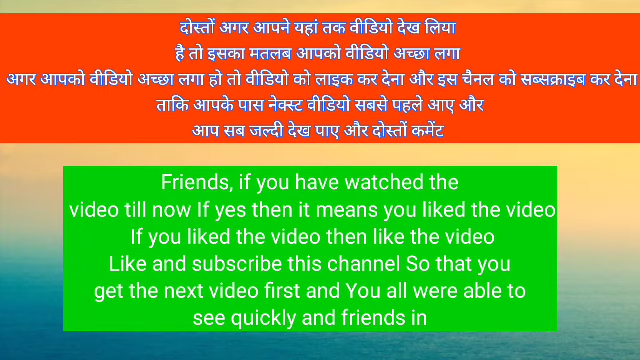 दोस्तों अगर आपने यहां तक वीडियो देख लिया
है तो इसका मतलब आपको वीडियो अच्छा लगा
अगर आपको वीडियो अच्छा लगा हो तो वीडियो को लाइक कर देना और इस चैनल को सब्सक्राइब कर देना
ताकि आपके पास नेक्स्ट वीडियो सबसे पहले आए और
आप सब जल्दी देख पाए और दोस्तों कमेंट
Friends, if you have watched the
video till now If yes then it means you liked the video
If you liked the video then like the video
Like and subscribe this channel So that you
get the next video first and You all were able to
see quickly and friends in